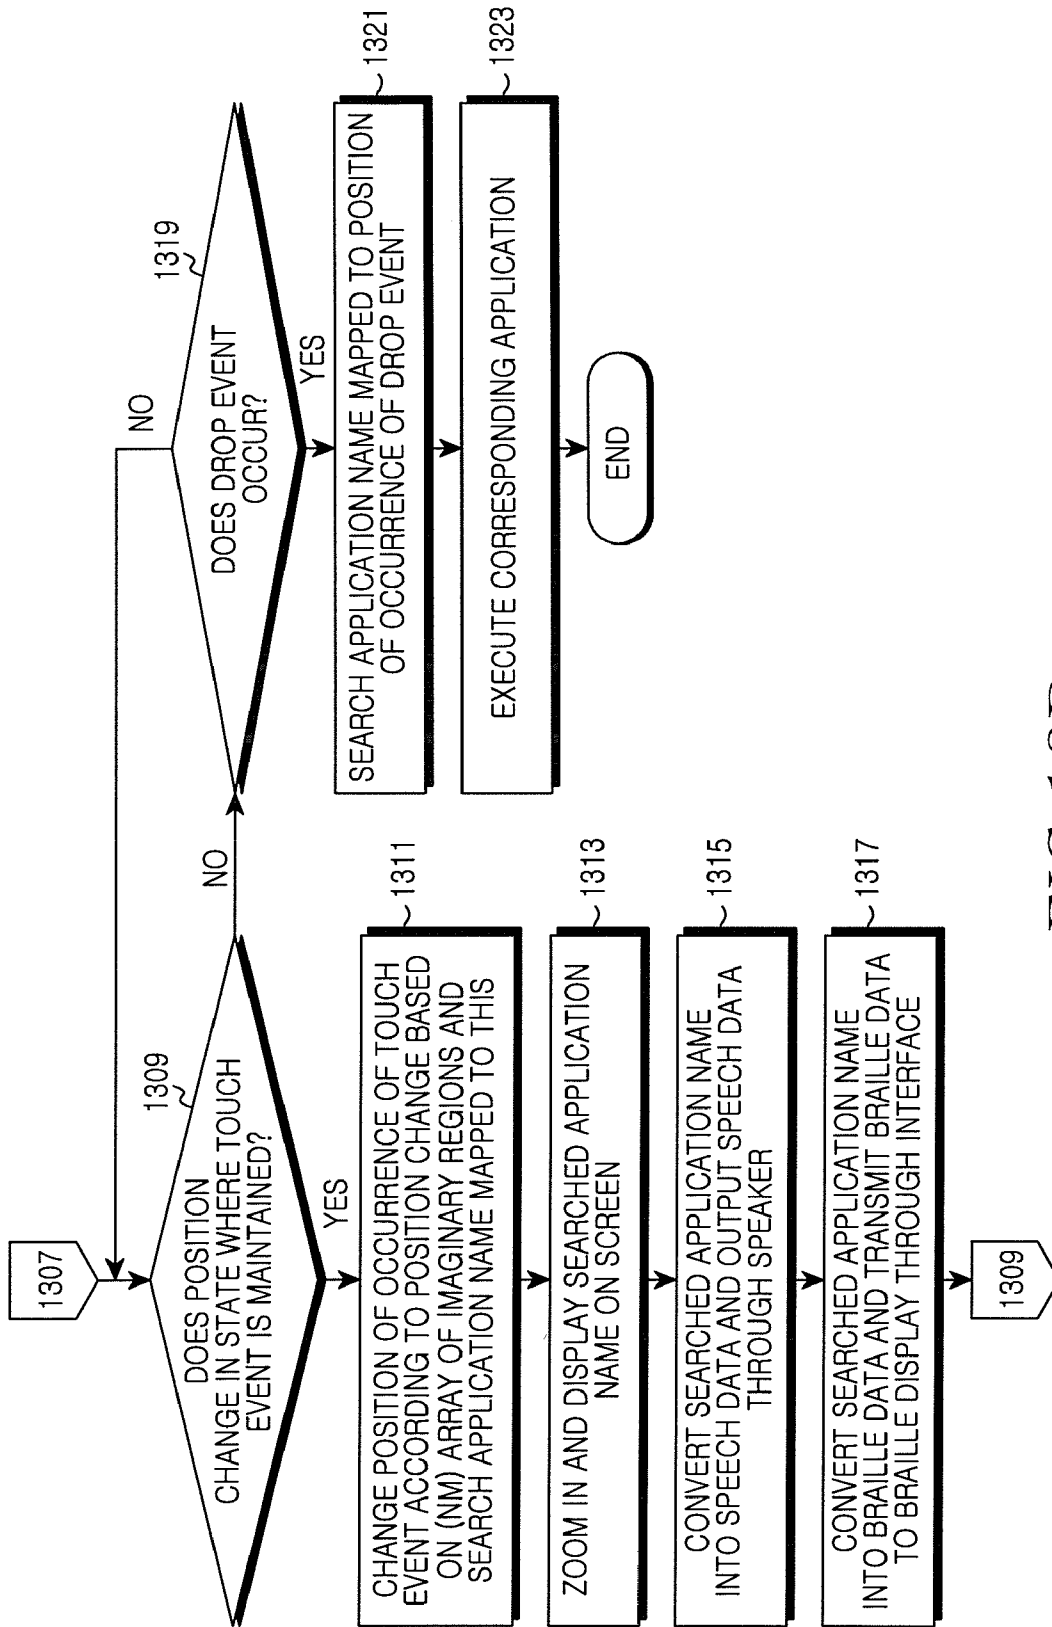 1307
1309
DOES POSITION
CHANGE IN STATE WHERE TOUCH
EVENT IS MAINTAINED?
NO
YES
1311
CHANGE POSITION OF OCCURRENCE OF TOUCH
EVENT ACCORDING TO POSITION CHANGE BASED
ON (NM) ARRAY OF IMAGINARY REGIONS AND
SEARCH APPLICATION NAME MAPPED TO THIS
1313
ZOOM IN AND DISPLAY SEARCHED APPLICATION
NAME ON SCREEN
1315
CONVERT SEARCHED APPLICATION NAME
INTO SPEECH DATA AND OUTPUT SPEECH DATA
THROUGH SPEAKER
1317
CONVERT SEARCHED APPLICATION NAME
INTO BRAILLE DATA AND TRANSMIT BRAILLE DATA
TO BRAILLE DISPLAY THROUGH INTERFACE
1309
NO
1319
DOES DROP EVENT
OCCUR?
YES
1321
SEARCH APPLICATION NAME MAPPED TO POSITION
OF OCCURRENCE OF DROP EVENT
1323
EXECUTE CORRESPONDING APPLICATION
END